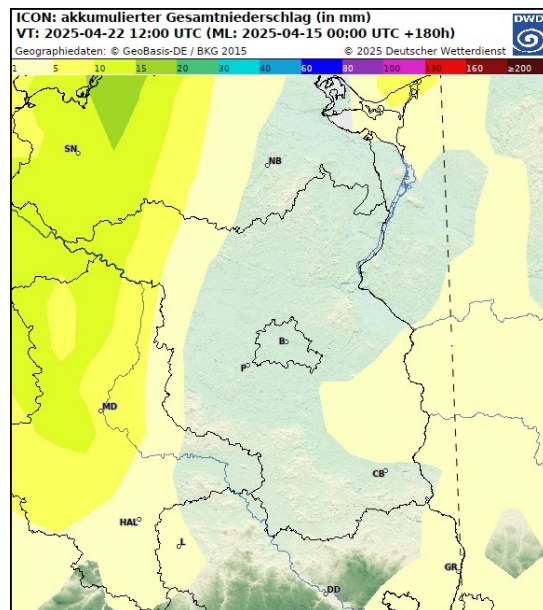 ICON: akkumulierter Gesamtniederschlag (in mm)
VT: 2025-04-22 12:00 UTC (ML: 2025-04-15 00:00 UTC +180h)
Geographiedaten: © GeoBasis-DE / BKG 2015 © 2025 Deutscher Wetterdienst
DWD
1 5 10 15 20 30 40 60 80 100 130 160 ≥200
SN
NB
B
P
MD
CB
HAL
L
GR
DD